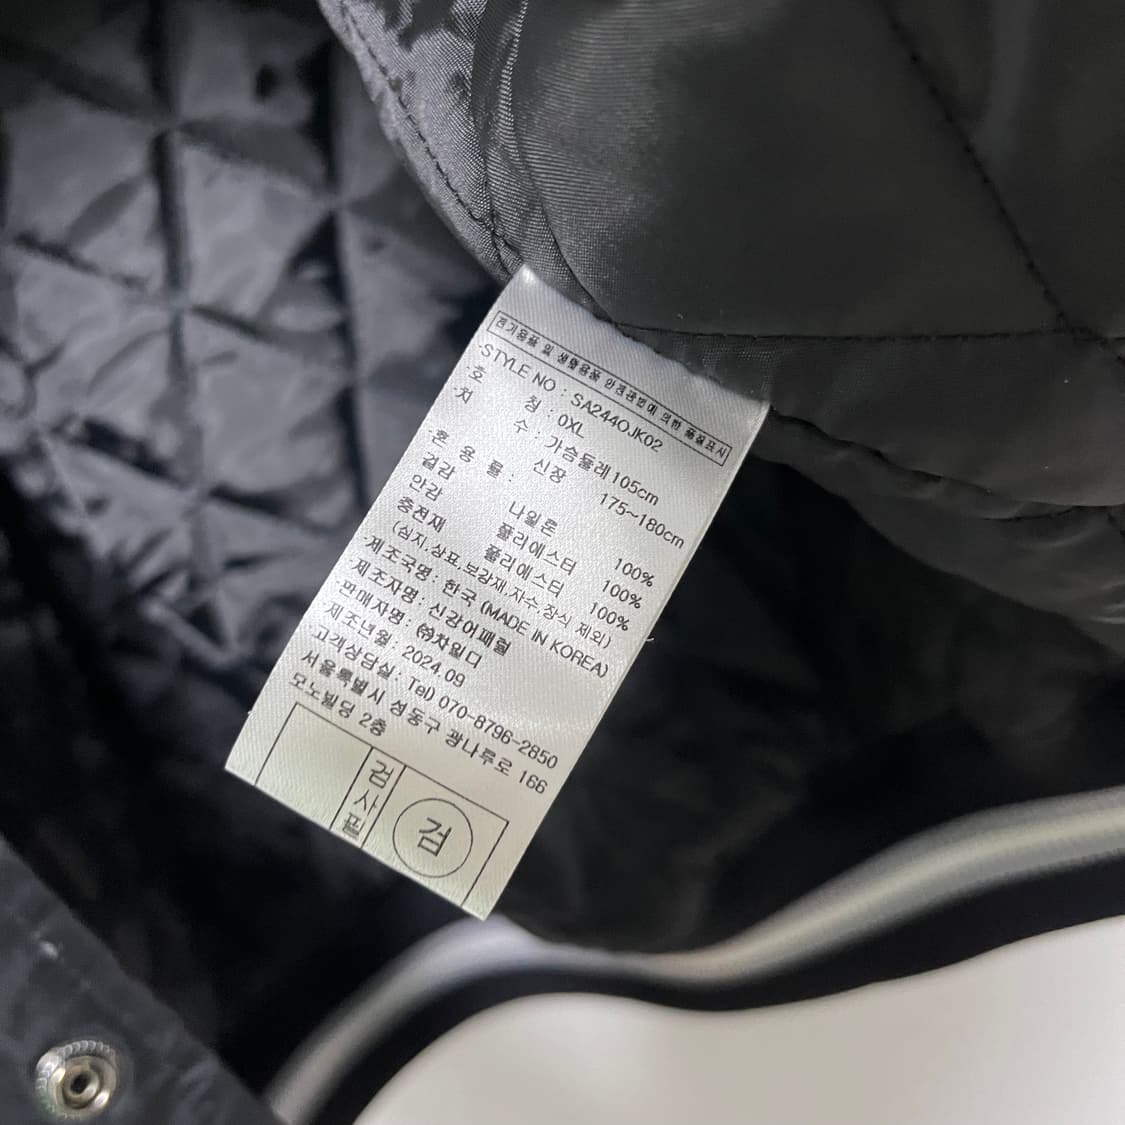 전기용품 및 생활용품 안전관리법에 의한 품질표시
·STYLE NO : SA244OJK02
·호 칭 : 0XL
·치 수 : 가슴둘레 105cm
신장 175~180cm
·혼 용 률 :
겉감 나일론 100%
안감 폴리에스터 100%
충전재 폴리에스터 100%
(심지,상표,보강재,자수 장식 제외)
·제조국명 : 한국 (MADE IN KOREA)
·제조자명 : 신강어패럴
·판매자명 : ㈜차일디
·제조년월 : 2024.09
·고객상담실 : Tel) 070-8796-2850
서울특별시 성동구 광나루로 166
모노빌딩 2층
검사필
검